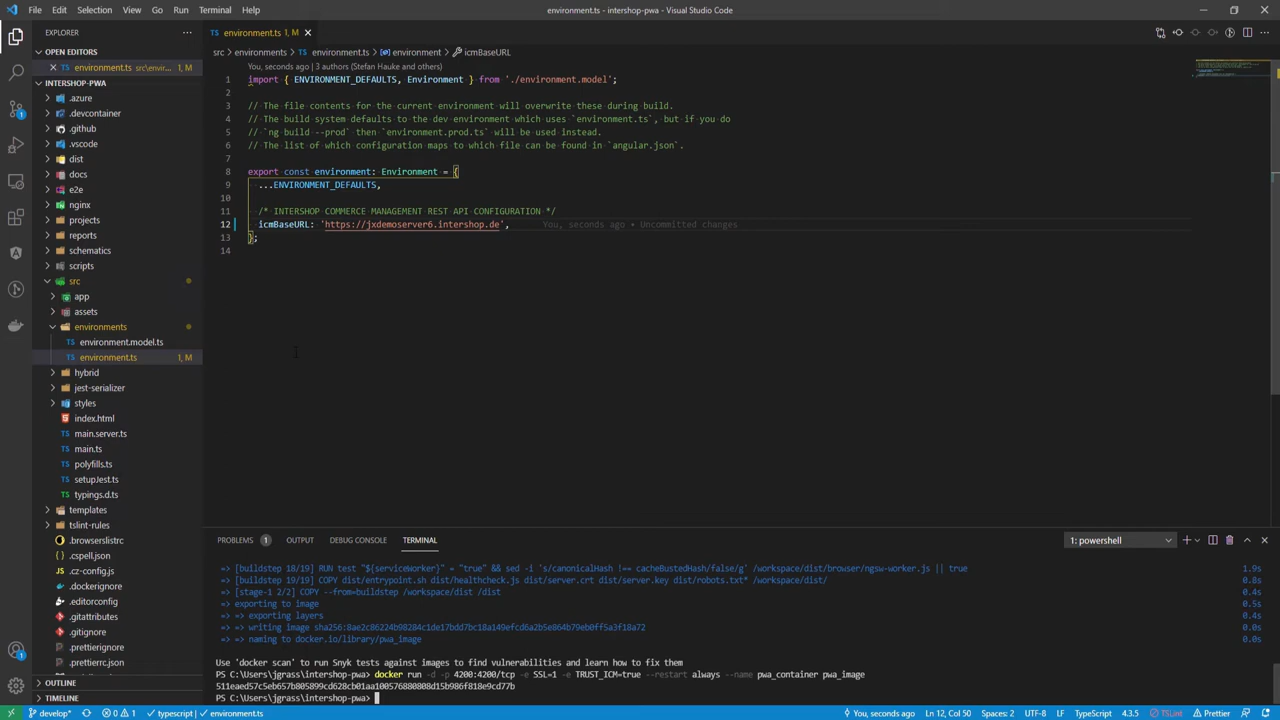 File Edit Selection View Go Run Terminal Help
environment.ts - intershop-pwa - Visual Studio Code
EXPLORER
OPEN EDITORS
environment.ts src\envir... 1, M
INTERSHOP-PWA
.azure
.devcontainer
.github
.vscode
dist
docs
e2e
nginx
projects
reports
schematics
scripts
src
app
assets
environments
environment.model.ts
environment.ts 1, M
hybrid
jest-serializer
styles
index.html
main.server.ts
main.ts
polyfills.ts
setupJest.ts
typings.d.ts
templates
tslint-rules
.browserslistrc
.cspell.json
.cz-config.js
.dockerignore
.editorconfig
.gitattributes
.gitignore
.prettierignore
.prettierrc.json
OUTLINE
TIMELINE
environment.ts 1, M
src > environments > environment.ts > environment > icmBaseURL
You, seconds ago | 3 authors (Stefan Hauke and others)
1 import { ENVIRONMENT_DEFAULTS, Environment } from './environment.model';
2
3 // The file contents for the current environment will overwrite these during build.
4 // The build system defaults to the dev environment which uses `environment.ts`, but if you do
5 // `ng build --prod` then `environment.prod.ts` will be used instead.
6 // The list of which configuration maps to which file can be found in `angular.json`.
7
8 export const environment: Environment = {
9 ...ENVIRONMENT_DEFAULTS,
10
11 /* INTERSHOP COMMERCE MANAGEMENT REST API CONFIGURATION */
12 icmBaseURL: 'https://jxdemoserver6.intershop.de', You, seconds ago • Uncommitted changes
13 };
14
PROBLEMS 1 OUTPUT DEBUG CONSOLE TERMINAL 1: powershell
=> [buildstep 18/19] RUN test "${serviceWorker}" = "true" && sed -i 's/canonicalHash !== cacheBustedHash/false/g' /workspace/dist/browser/ngsw-worker.js || true 1.9s
=> [buildstep 19/19] COPY dist/entrypoint.sh dist/healthcheck.js dist/server.crt dist/server.key dist/robots.txt* /workspace/dist/ 0.8s
=> [stage-1 2/2] COPY --from=buildstep /workspace/dist /dist 0.4s
=> exporting to image 0.5s
=> => exporting layers 0.4s
=> => writing image sha256:8ae2c86224b98284c1de17bdd7bc18a149efcd6a2b5e864b79eb0ff5a3f18a72 0.0s
=> => naming to docker.io/library/pwa_image 0.0s
Use 'docker scan' to run Snyk tests against images to find vulnerabilities and learn how to fix them
PS C:\Users\jgrass\intershop-pwa> docker run -d -p 4200:4200/tcp -e SSL=1 -e TRUST_ICM=true --restart always --name pwa_container pwa_image
511eaed57c5eb657b805899cd628cb01aa100576880808d15b986f818e9cd77b
PS C:\Users\jgrass\intershop-pwa>
develop* 0 1 typescript | environment.ts You, seconds ago Ln 12, Col 50 Spaces: 2 UTF-8 LF TypeScript 4.3.5 TSLint Prettier